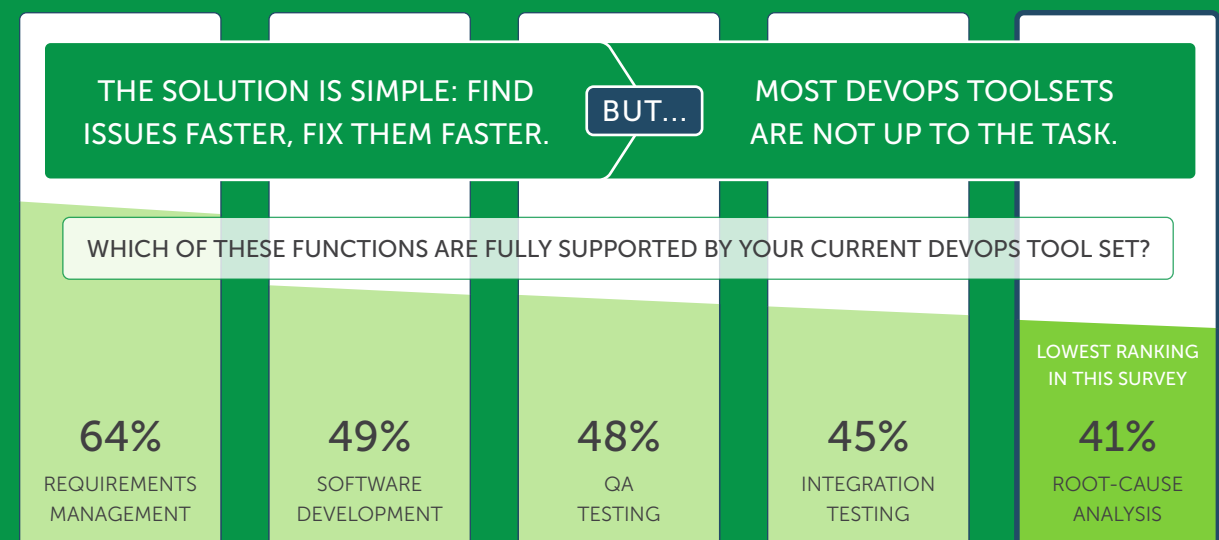 THE SOLUTION IS SIMPLE: FIND
ISSUES FASTER, FIX THEM FASTER.
BUT...
MOST DEVOPS TOOLSETS
ARE NOT UP TO THE TASK.
WHICH OF THESE FUNCTIONS ARE FULLY SUPPORTED BY YOUR CURRENT DEVOPS TOOL SET?
64%
REQUIREMENTS
MANAGEMENT
49%
SOFTWARE
DEVELOPMENT
48%
QA
TESTING
45%
INTEGRATION
TESTING
LOWEST RANKING
IN THIS SURVEY
41%
ROOT-CAUSE
ANALYSIS